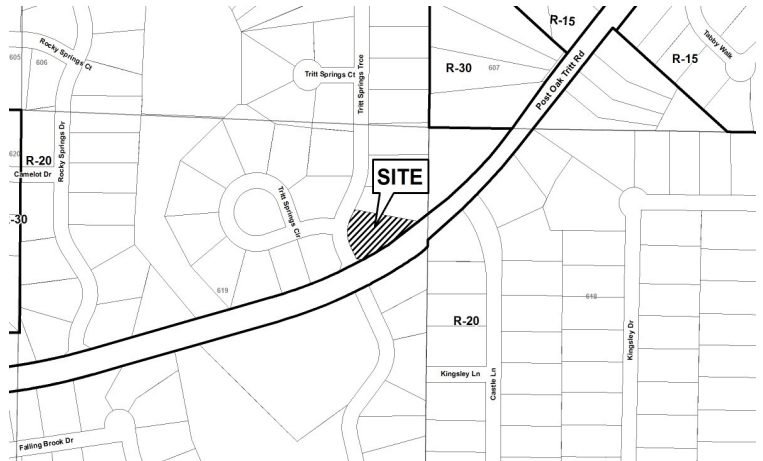 R-15
Rocky Springs Ct
605
606
Tritt Springs Ct
Tritt Springs Trce
R-30
607
Post Oak Tritt Rd
R-15
Tabby Walk
620
R-20
Camelot Dr
Rocky Springs Dr
-30
SITE
Tritt Springs Cir
619
618
R-20
Kingsley Dr
Kingsley Ln
Castle Ln
Falling Brook Dr